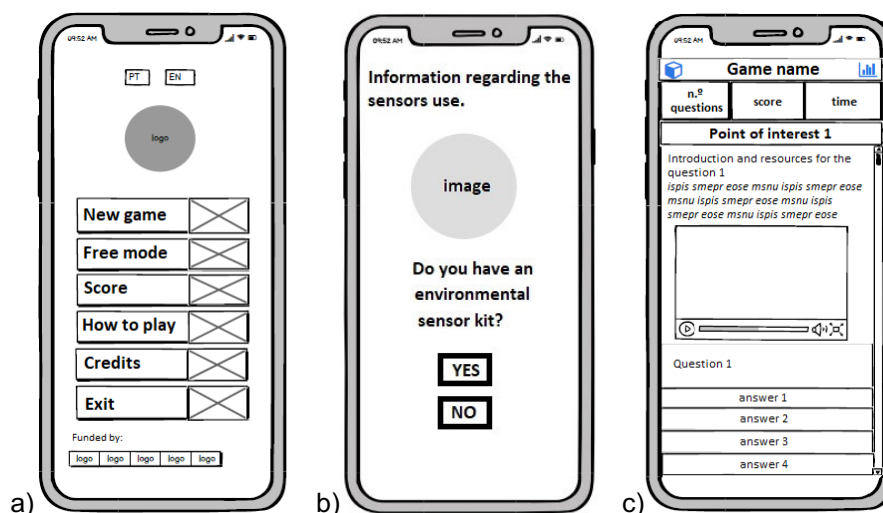 09:52 AM
PT EN
logo
New game
Free mode
Score
How to play
Credits
Exit
Funded by:
logo logo logo logo logo
a)
09:52 AM
Information regarding the
sensors use.
image
Do you have an
environmental
sensor kit?
YES
NO
b)
09:52 AM
Game name
n.º
questions
score
time
Point of interest 1
Introduction and resources for the
question 1
ispis smepr eose msnu ispis smepr eose
msnu ispis smepr eose msnu ispis
smepr eose msnu ispis smepr eose
Question 1
answer 1
answer 2
answer 3
answer 4
c)